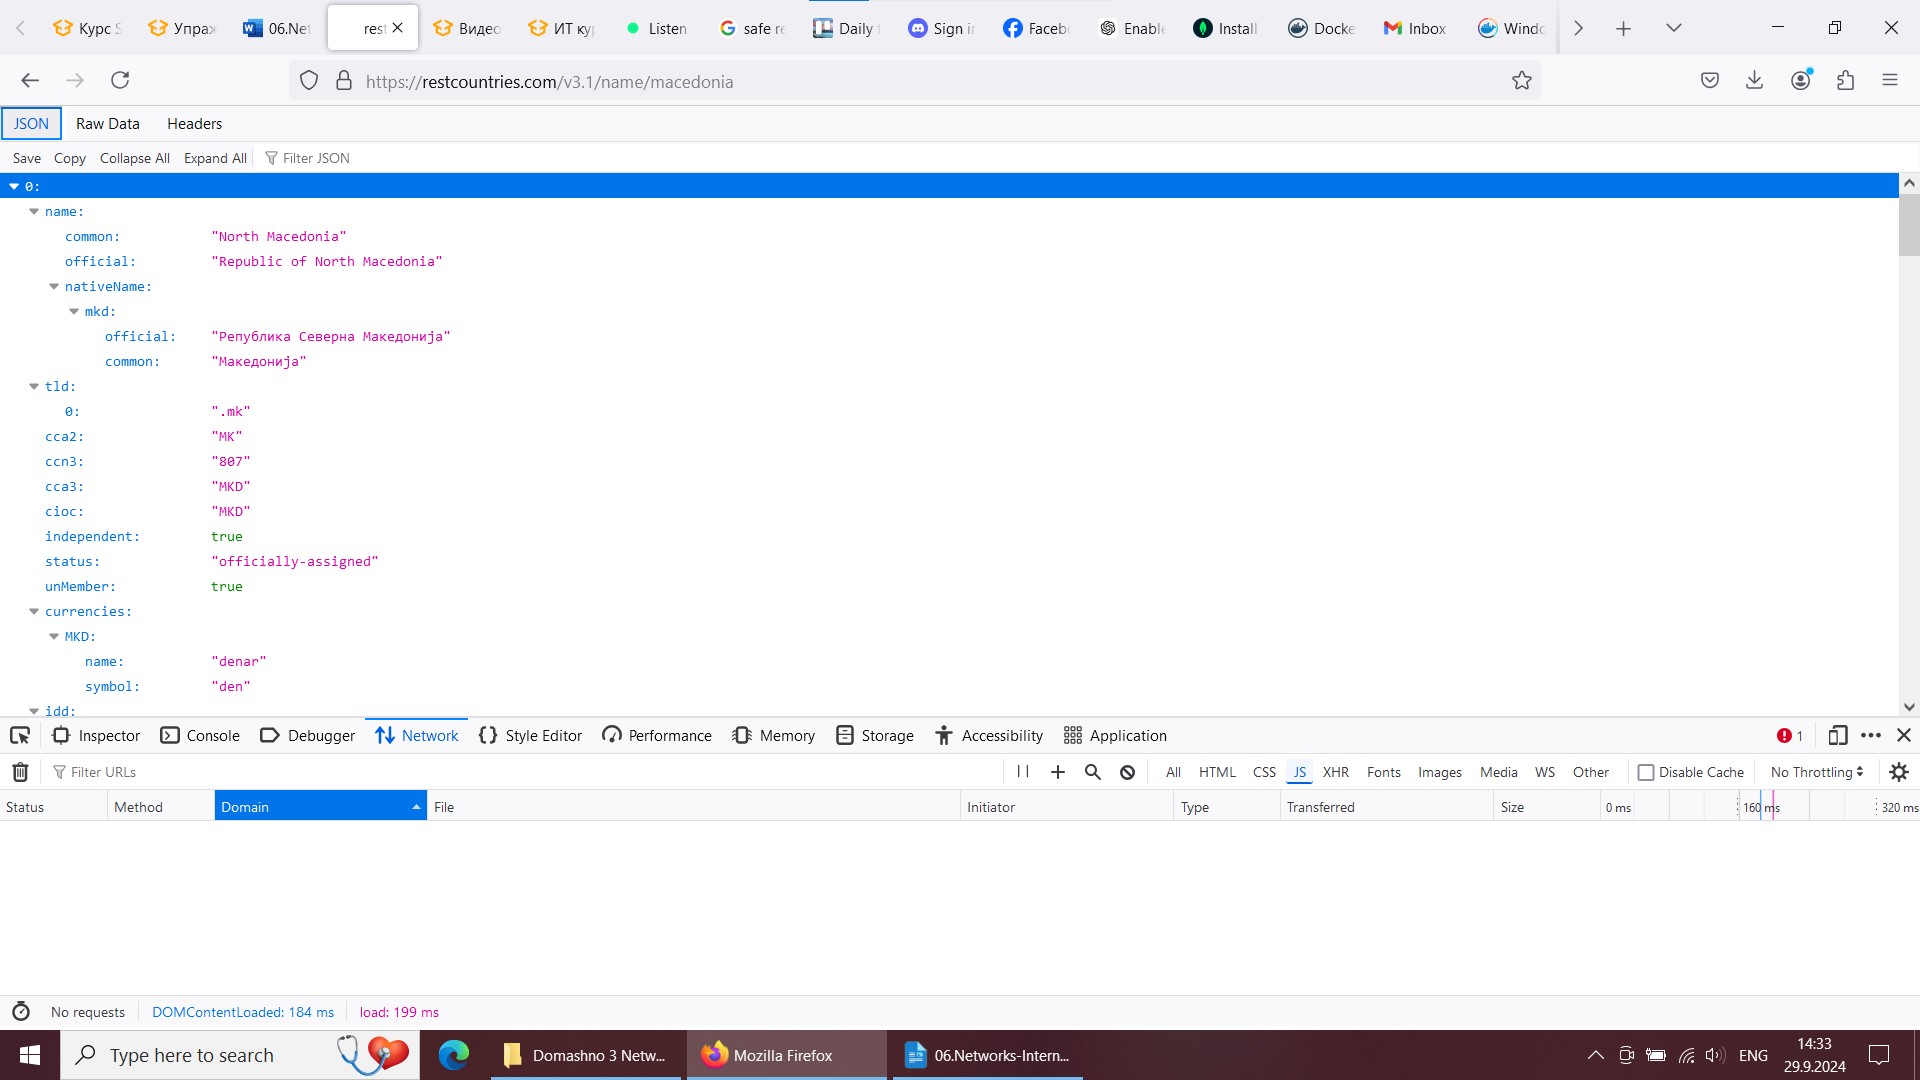 Курс S
Упраж
06.Net
rest
Видео
ИТ кур
Listen
safe re
Daily
Sign in
Facebo
Enable
Install
Docke
Inbox
Windo
https://restcountries.com/v3.1/name/macedonia
JSON Raw Data Headers
Save Copy Collapse All Expand All Filter JSON
0:
name:
common: "North Macedonia"
official: "Republic of North Macedonia"
nativeName:
mkd:
official: "Република Северна Македонија"
common: "Македонија"
tld:
0: ".mk"
cca2: "MK"
ccn3: "807"
cca3: "MKD"
cioc: "MKD"
independent: true
status: "officially-assigned"
unMember: true
currencies:
MKD:
name: "denar"
symbol: "den"
idd:
Inspector Console Debugger Network Style Editor Performance Memory Storage Accessibility Application 1
Filter URLs All HTML CSS JS XHR Fonts Images Media WS Other Disable Cache No Throttling
Status Method Domain File Initiator Type Transferred Size 0 ms 160 ms 320 ms
No requests DOMContentLoaded: 184 ms load: 199 ms
Type here to search
Domashno 3 Netw...
Mozilla Firefox
06.Networks-Intern...
ENG
14:33
29.9.2024